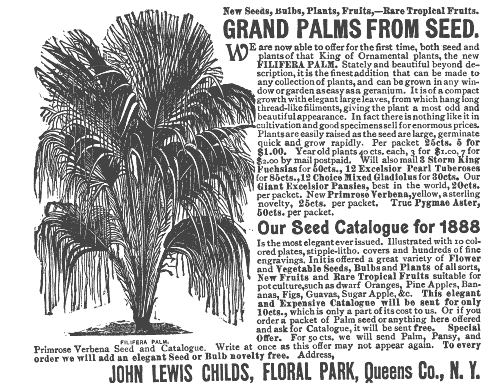 New Seeds, Bulbs, Plants, Fruits,—Rare Tropical Fruits.
GRAND PALMS FROM SEED.
WE are now able to offer for the first time, both seed and
plants of that King of Ornamental plants, the new
FILIFERA PALM. Stately and beautiful beyond de-
scription, it is the finest addition that can be made to
any collection of plants, and can be grown in any win-
dow or garden as easy as a geranium. It is of a compact
growth with elegant large leaves, from which hang long
thread-like filiments, giving the plant a most odd and
beautiful appearance. In fact there is nothing like it in
cultivation and good specimens sell for enormous prices.
Plants are easily raised as the seed are large, germinate
quick and grow rapidly. Per packet 25cts. 5 for
$1.00. Year old plants 40 cts. each, 3 for $1.00, 7 for
$2.00 by mail postpaid. Will also mail 3 Storm King
Fuchsias for 50cts., 12 Excelsior Pearl Tuberoses
for 85cts., 12 Choice Mixed Gladiolus for 30cts. Our
Giant Excelsior Pansies, best in the world, 20cts.
per packet. New Primrose Verbena, yellow, a sterling
novelty, 25cts. per packet. True Pygmae Aster,
50cts. per packet.
Our Seed Catalogue for 1888
Is the most elegant ever issued. Illustrated with 10 col-
ored plates, stipple-litho. covers and hundreds of fine
engravings. In it is offered a great variety of Flower
and Vegetable Seeds, Bulbs and Plants of all sorts,
New Fruits and Rare Tropical Fruits suitable for
pot culture, such as dwarf Oranges, Pine Apples, Ban-
anas, Figs, Guavas, Sugar Apple, &c. This elegant
and Expensive Catalogue will be sent for only
10cts., which is only a part of its cost to us. Or if you
order a packet of Palm seed or anything here offered
and ask for Catalogue, it will be sent free. Special
Offer. For 50 cts. we will send Palm, Pansy, and
FILIFERA PALM.
Primrose Verbena Seed and Catalogue. Write at once as this offer may not appear again. To every
order we will add an elegant Seed or Bulb novelty free. Address,
JOHN LEWIS CHILDS, FLORAL PARK, Queens Co., N. Y.